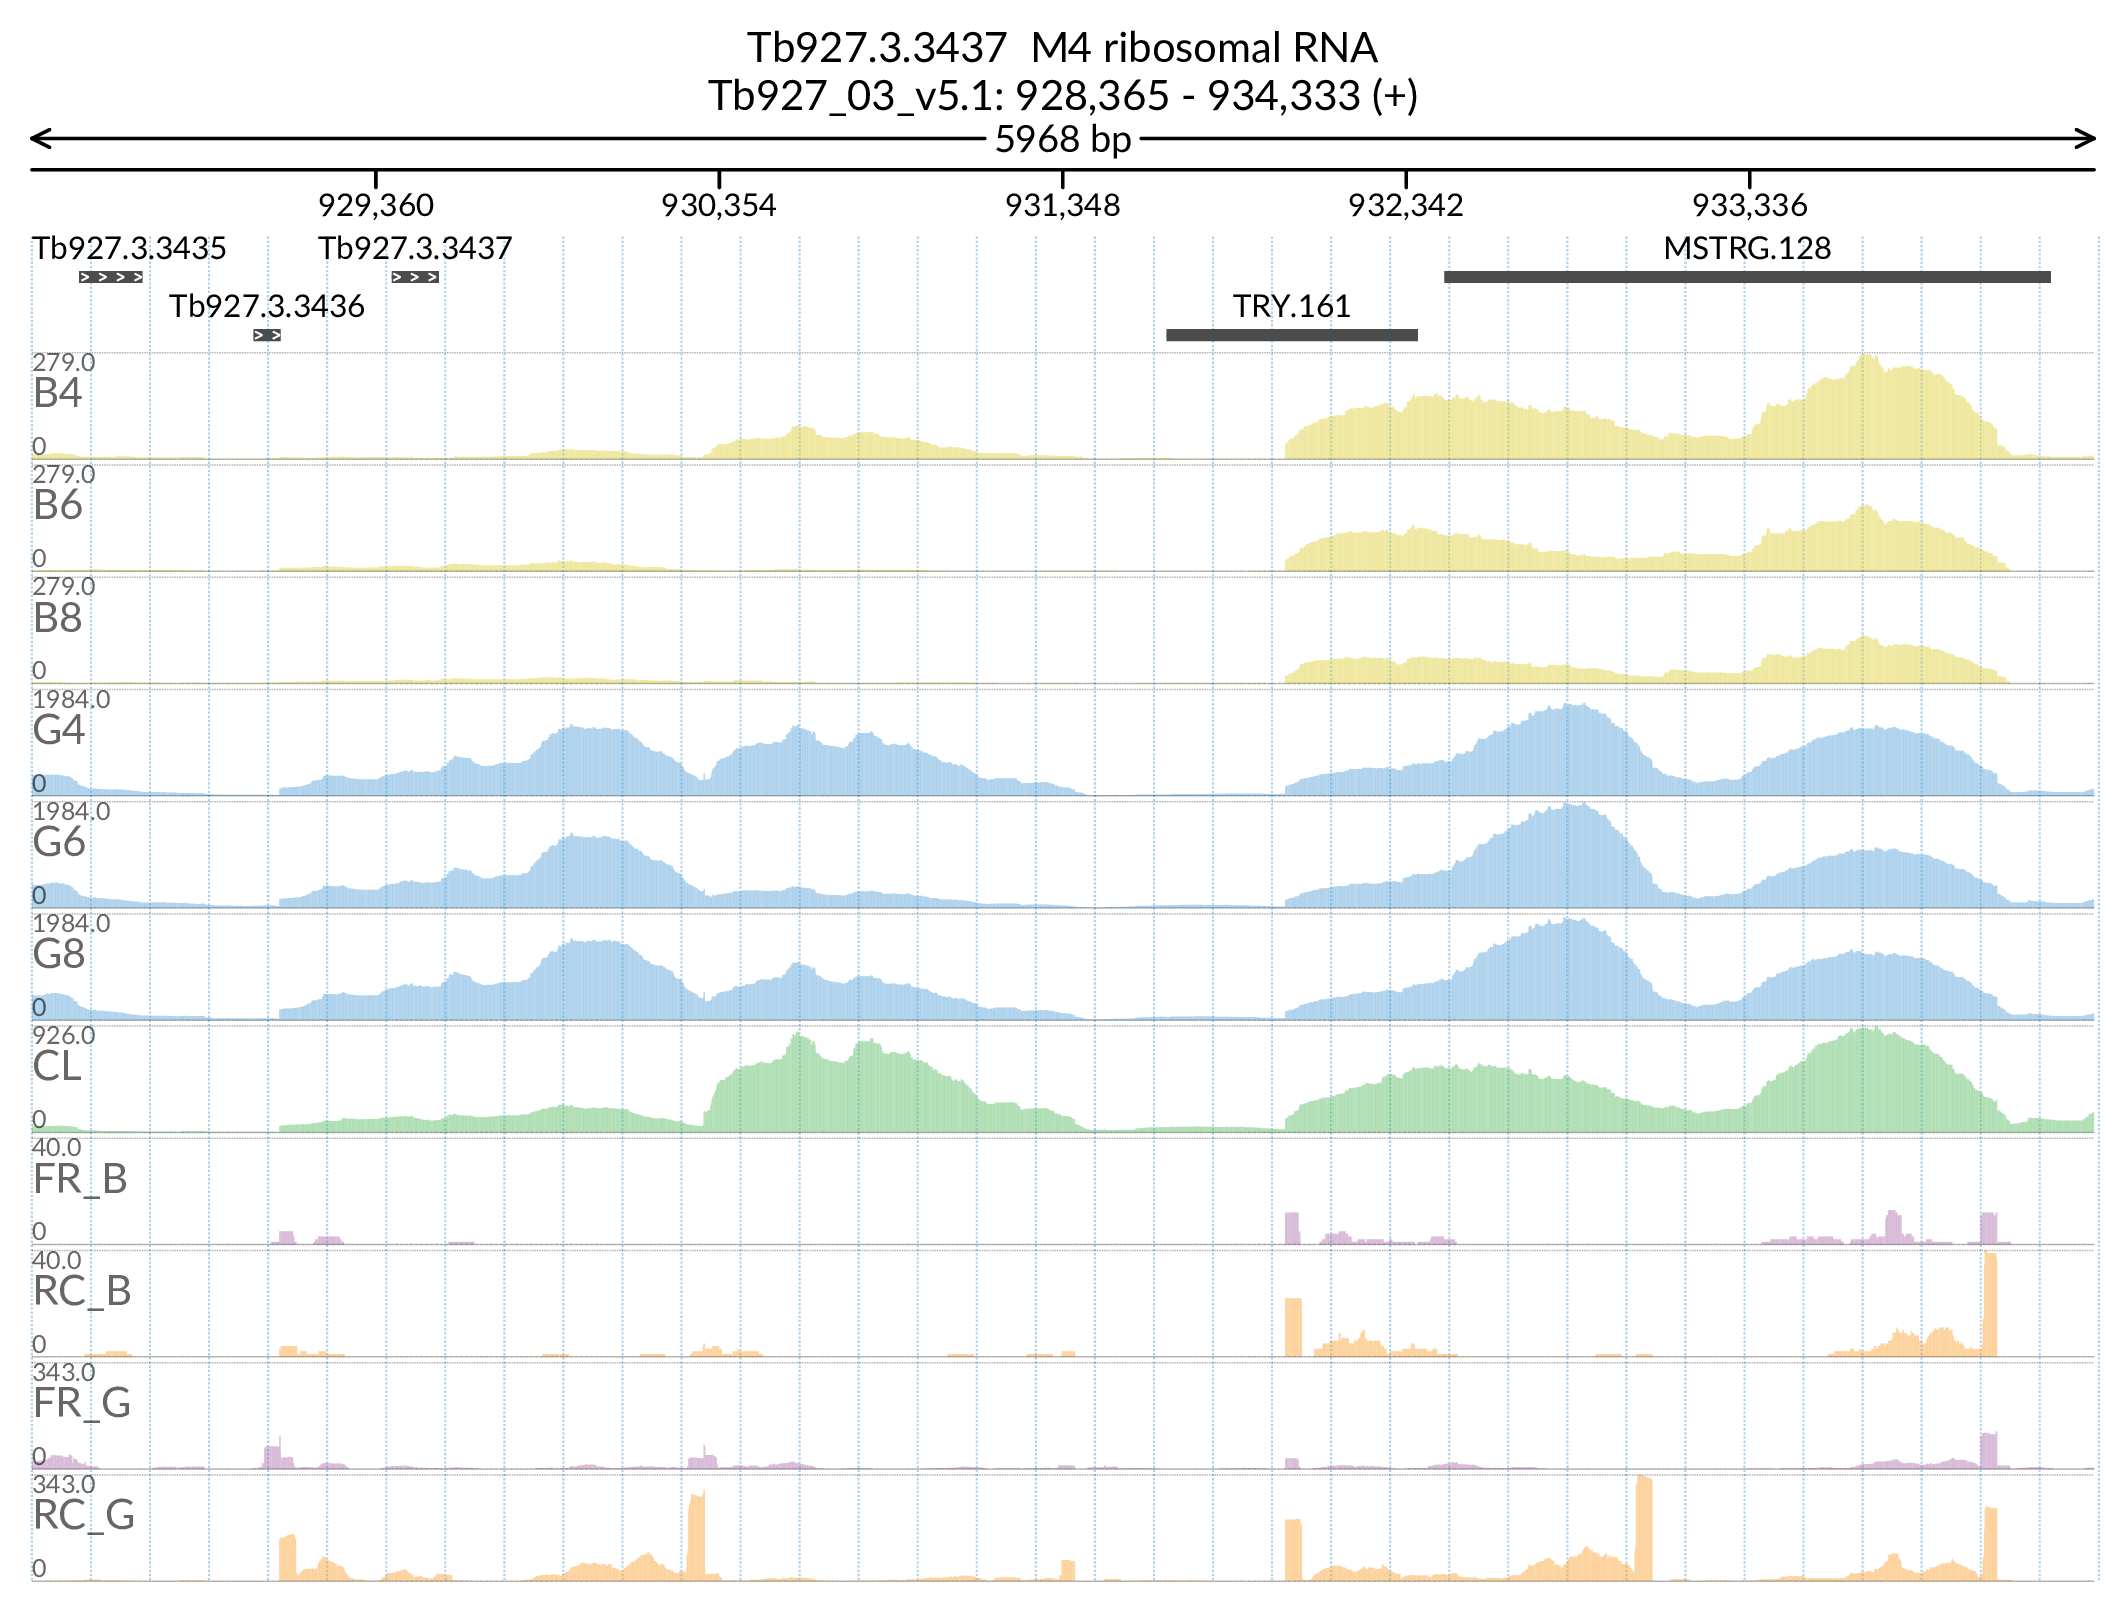 Tb927.3.3437  M4 ribosomal RNA
Tb927_03_v5.1: 928,365 - 934,333 (+)
5968 bp
929,360 930,354 931,348 932,342 933,336
Tb927.3.3435 Tb927.3.3437 MSTRG.128
Tb927.3.3436 TRY.161
279.0
B4
0
279.0
B6
0
279.0
B8
0
1984.0
G4
0
1984.0
G6
0
1984.0
G8
0
926.0
CL
0
40.0
FR_B
0
40.0
RC_B
0
343.0
FR_G
0
343.0
RC_G
0